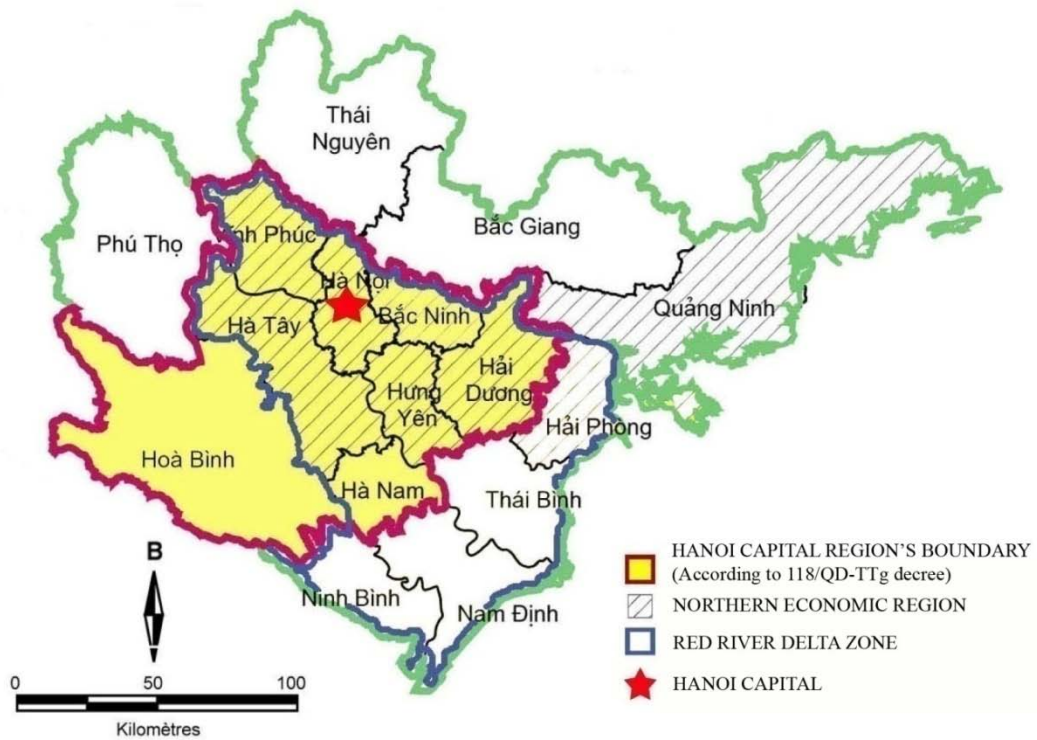 Thái
Nguyên
Phú Thọ
Bắc Giang
nh Phúc
Hà Nội
Quảng Ninh
Hà Tây
Bắc Ninh
Hải
Dương
Hưng
Yên
Hải Phòng
Hoà Bình
Hà Nam
Thái Bình
Ninh Bình
Nam Định
B
0 50 100
Kilomètres
HANOI CAPITAL REGION'S BOUNDARY
(According to 118/QD-TTg decree)
NORTHERN ECONOMIC REGION
RED RIVER DELTA ZONE
HANOI CAPITAL